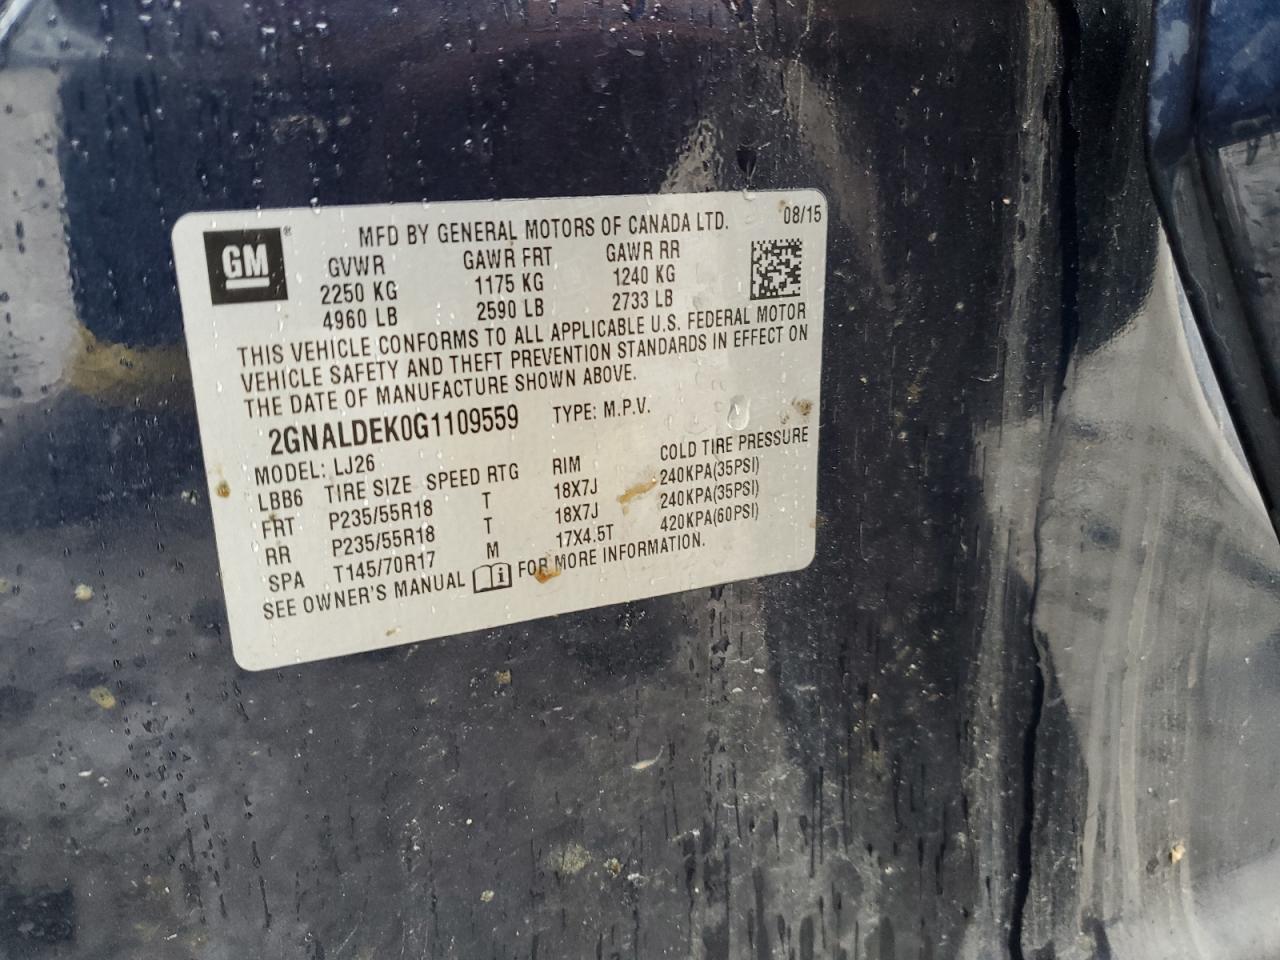 GM ®
MFD BY GENERAL MOTORS OF CANADA LTD. 08/15
GVWR GAWR FRT GAWR RR
2250 KG 1175 KG 1240 KG
4960 LB 2590 LB 2733 LB
THIS VEHICLE CONFORMS TO ALL APPLICABLE U.S. FEDERAL MOTOR
VEHICLE SAFETY AND THEFT PREVENTION STANDARDS IN EFFECT ON
THE DATE OF MANUFACTURE SHOWN ABOVE.
2GNALDEK0G1109559 TYPE: M.P.V.
MODEL: LJ26
LBB6 TIRE SIZE SPEED RTG RIM COLD TIRE PRESSURE
FRT P235/55R18 T 18X7J 240KPA(35PSI)
RR P235/55R18 T 18X7J 240KPA(35PSI)
SPA T145/70R17 M 17X4.5T 420KPA(60PSI)
SEE OWNER'S MANUAL i FOR MORE INFORMATION.